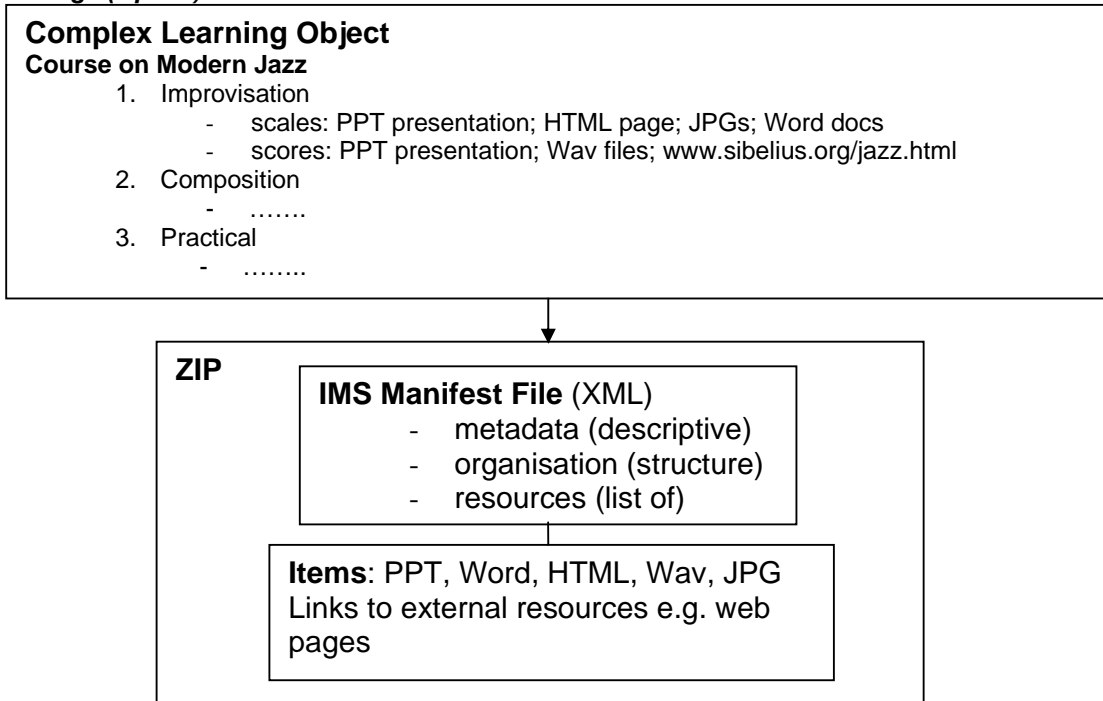 Complex Learning Object
Course on Modern Jazz
1. Improvisation
- scales: PPT presentation; HTML page; JPGs; Word docs
- scores: PPT presentation; Wav files; www.sibelius.org/jazz.html
2. Composition
- …….
3. Practical
- ……..
ZIP
IMS Manifest File (XML)
- metadata (descriptive)
- organisation (structure)
- resources (list of)
Items: PPT, Word, HTML, Wav, JPG
Links to external resources e.g. web
pages